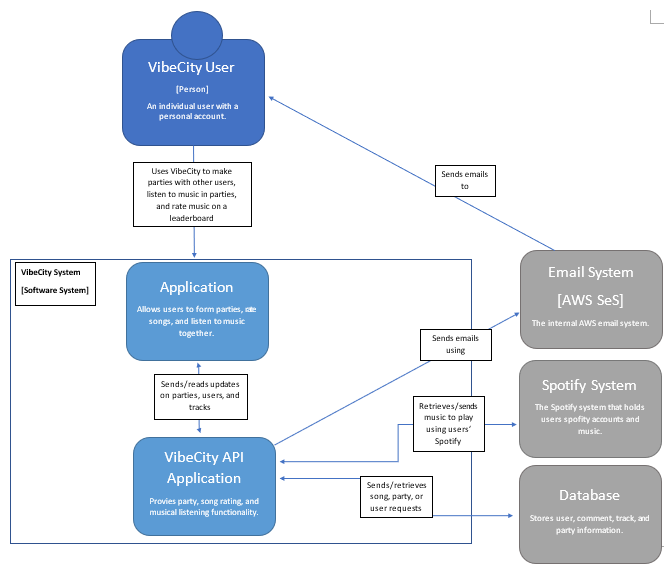 VibeCity User
[Person]
An individual user with a
personal account.
Uses VibeCity to make
parties with other users,
listen to music in parties,
and rate music on a
leaderboard
Sends emails
to
VibeCity System
[Software System]
Application
Allows users to form parties, rate
songs, and listen to music
together.
Email System
[AWS SeS]
The internal AWS email system.
Sends emails
using
Sends/reads updates
on parties, users, and
tracks
Retrieves/sends
music to play
using users’
Spotify
Spotify System
The Spotify system that holds
users spofity accounts and
music.
VibeCity API
Application
Provies party, song rating, and
musical listening functionality.
Sends/retrieves
song, party, or
user requests
Database
Stores user, comment, track, and
party information.